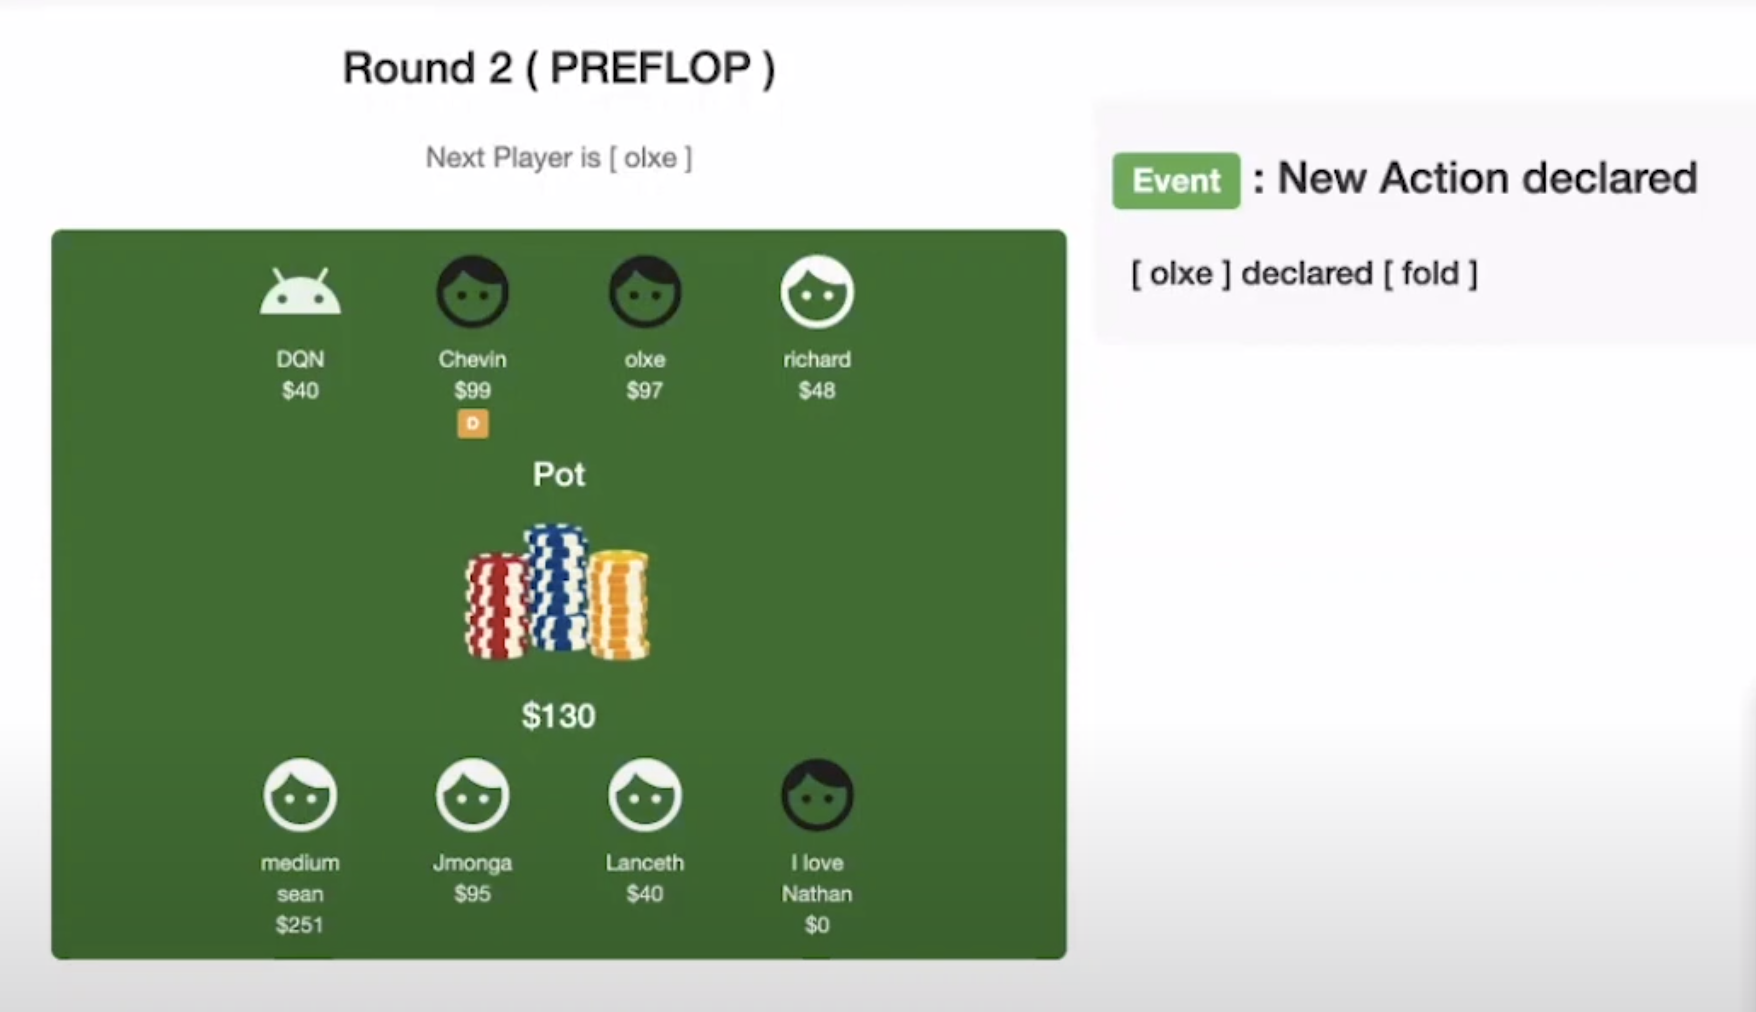 Round 2 ( PREFLOP )
Next Player is [ olxe ]
Event : New Action declared
[ olxe ] declared [ fold ]
DQN
$40
Chevin
$99
D
olxe
$97
richard
$48
Pot
$130
medium
sean
$251
Jmonga
$95
Lanceth
$40
I love
Nathan
$0